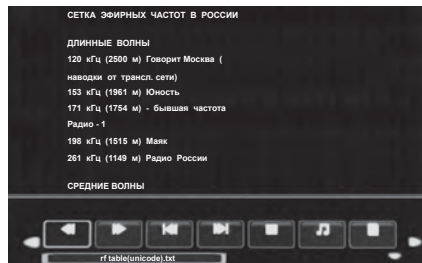 СЕТКА ЭФИРНЫХ ЧАСТОТ В РОССИИ
ДЛИННЫЕ ВОЛНЫ
120 кГц (2500 м) Говорит Москва (
наводки от трансл. сети)
153 кГц (1961 м) Юность
171 кГц (1754 м) - бывшая частота
Радио - 1
198 кГц (1515 м) Маяк
261 кГц (1149 м) Радио России
СРЕДНИЕ ВОЛНЫ
rf table(unicode).txt